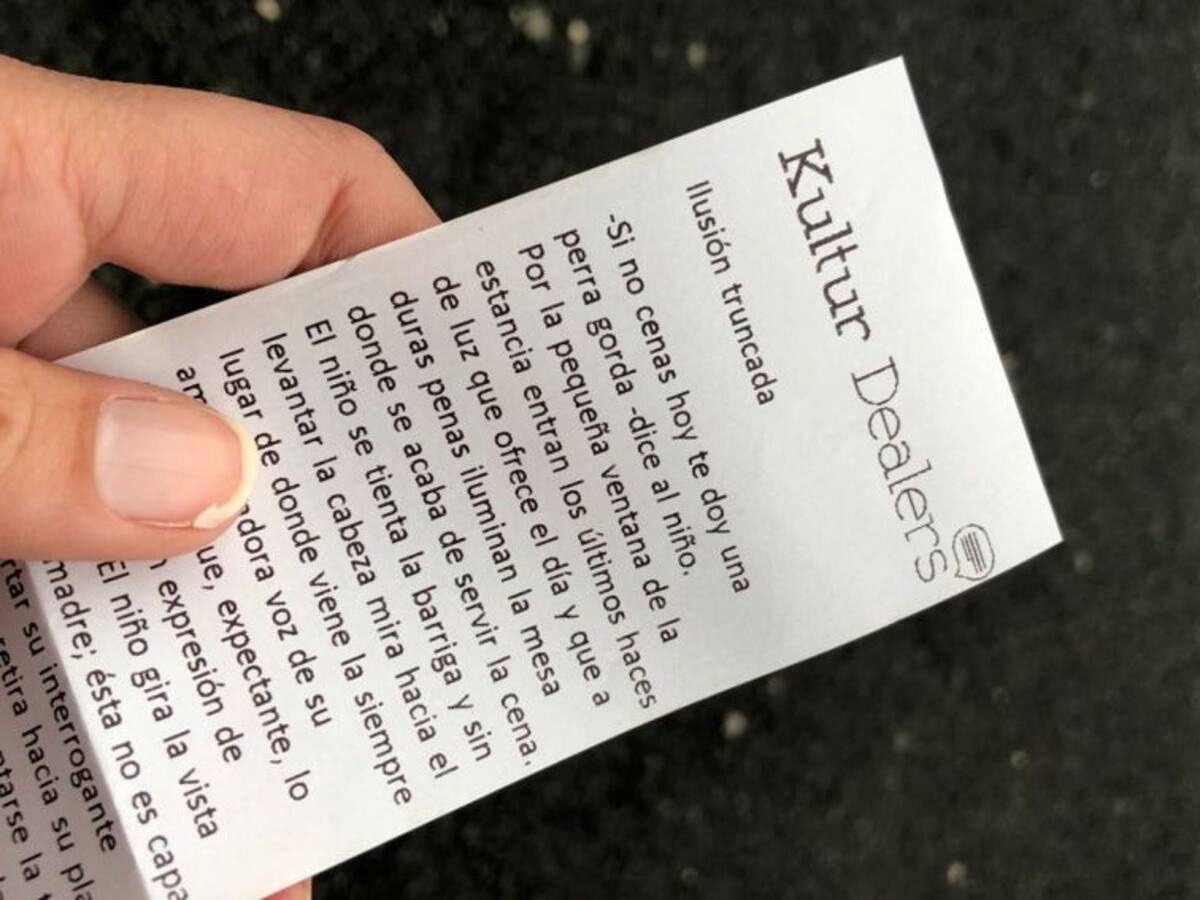 Kultur Dealers
Ilusión truncada
-Si no cenas hoy te doy una
perra gorda -dice al niño.
Por la pequeña ventana de la
estancia entran los últimos haces
de luz que ofrece el día y que a
duras penas iluminan la mesa
donde se acaba de servir la cena.
El niño se tienta la barriga y sin
levantar la cabeza mira hacia el
lugar de donde viene la siempre
voz de su
expectante, lo
expresión de
El niño gira la vista
madre; ésta no es
su interrogante
retira hacia su
la